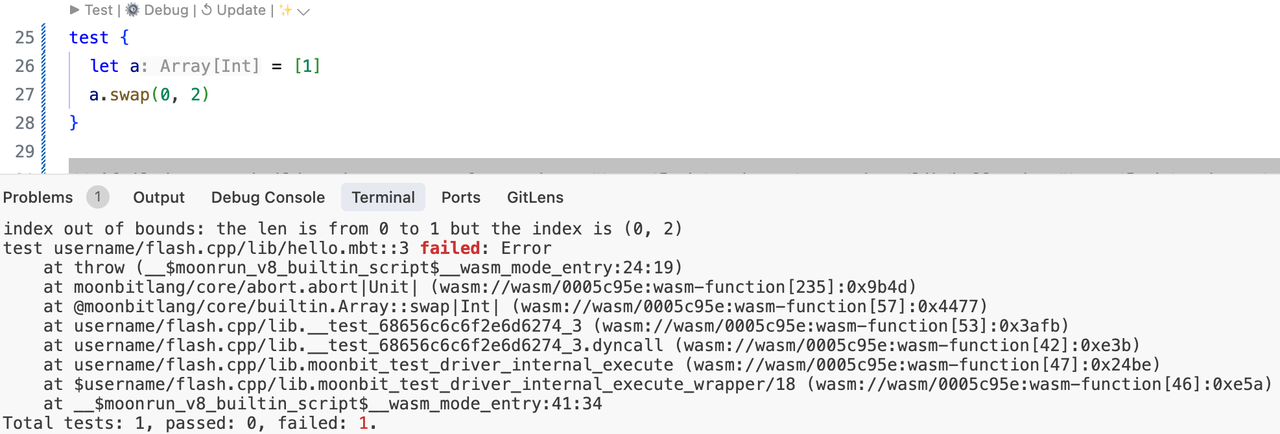 ▶ Test | ⚙ Debug | ↺ Update | ✨ ⌵
25 test {
26 let a: Array[Int] = [1]
27 a.swap(0, 2)
28 }
29
Problems 1 Output Debug Console Terminal Ports GitLens
index out of bounds: the len is from 0 to 1 but the index is (0, 2)
test username/flash.cpp/lib/hello.mbt::3 failed: Error
at throw (__$moonrun_v8_builtin_script$__wasm_mode_entry:24:19)
at moonbitlang/core/abort.abort|Unit| (wasm://wasm/0005c95e:wasm-function[235]:0x9b4d)
at @moonbitlang/core/builtin.Array::swap|Int| (wasm://wasm/0005c95e:wasm-function[57]:0x4477)
at username/flash.cpp/lib.__test_68656c6c6f2e6d6274_3 (wasm://wasm/0005c95e:wasm-function[53]:0x3afb)
at username/flash.cpp/lib.__test_68656c6c6f2e6d6274_3.dyncall (wasm://wasm/0005c95e:wasm-function[42]:0xe3b)
at username/flash.cpp/lib.moonbit_test_driver_internal_execute (wasm://wasm/0005c95e:wasm-function[47]:0x24be)
at $username/flash.cpp/lib.moonbit_test_driver_internal_execute_wrapper/18 (wasm://wasm/0005c95e:wasm-function[46]:0xe5a)
at __$moonrun_v8_builtin_script$__wasm_mode_entry:41:34
Total tests: 1, passed: 0, failed: 1.